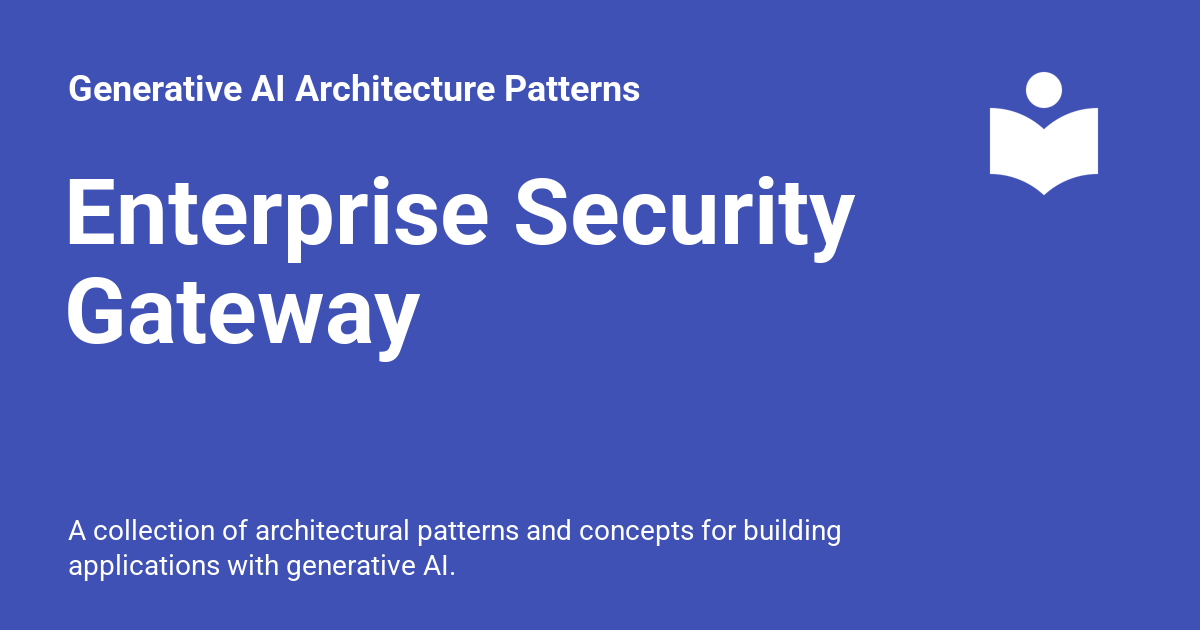 Generative AI Architecture Patterns
Enterprise Security
Gateway
A collection of architectural patterns and concepts for building
applications with generative AI.